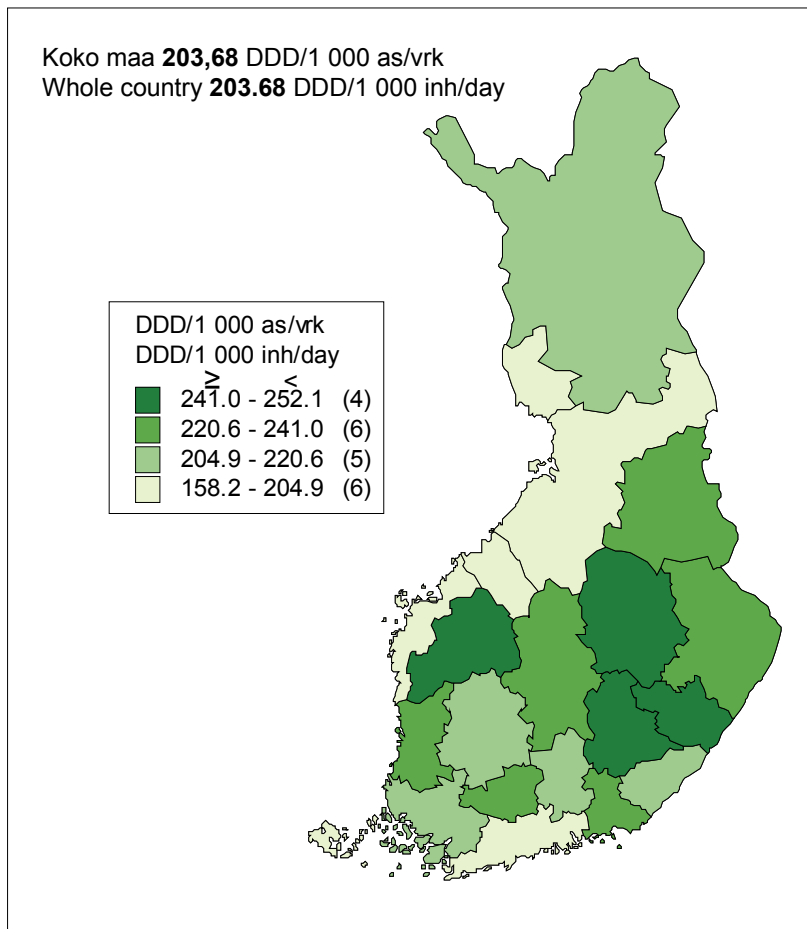 Koko maa 203,68 DDD/1 000 as/vrk
Whole country 203.68 DDD/1 000 inh/day
DDD/1 000 as/vrk
DDD/1 000 inh/day
≥ <
241.0 - 252.1 (4)
220.6 - 241.0 (6)
204.9 - 220.6 (5)
158.2 - 204.9 (6)